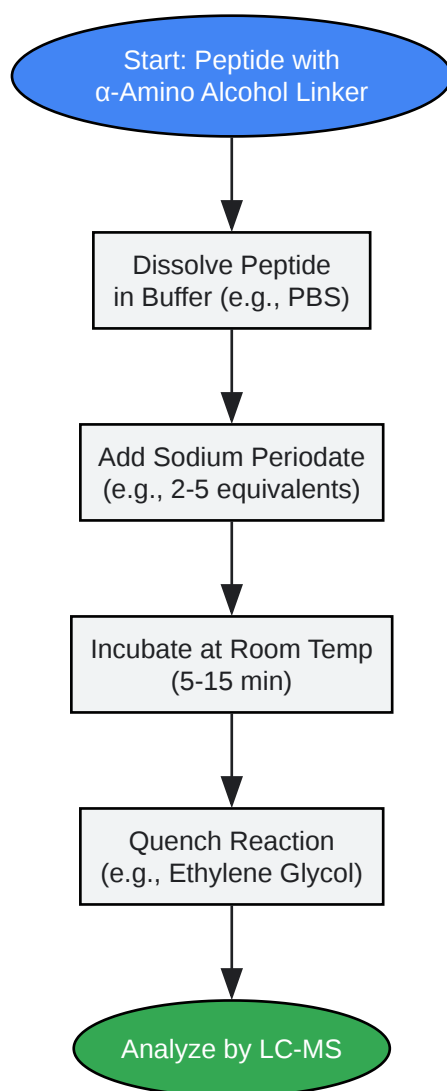 Start: Peptide with
α-Amino Alcohol Linker
Dissolve Peptide
in Buffer (e.g., PBS)
Add Sodium Periodate
(e.g., 2-5 equivalents)
Incubate at Room Temp
(5-15 min)
Quench Reaction
(e.g., Ethylene Glycol)
Analyze by LC-MS